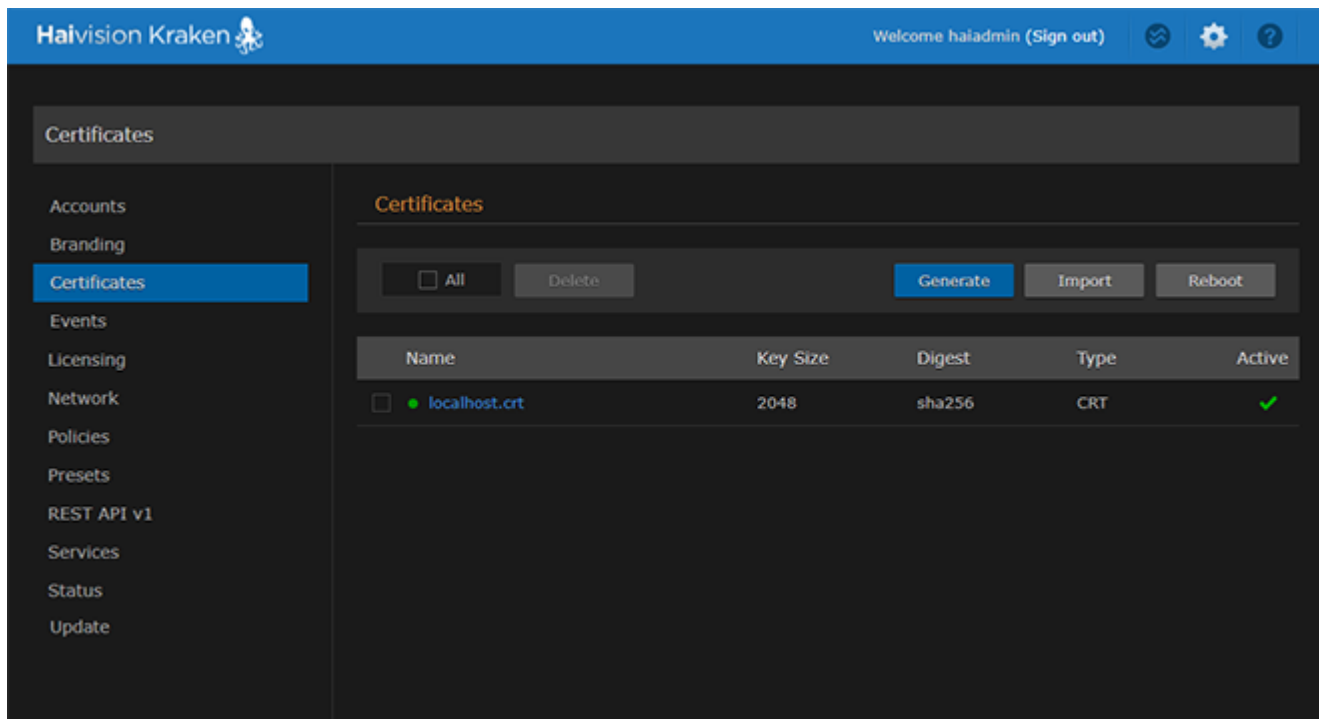 Haivision Kraken Welcome haiadmin (Sign out) ?
Certificates
Accounts
Branding
Certificates
Events
Licensing
Network
Policies
Presets
REST API v1
Services
Status
Update
Certificates
All Delete Generate Import Reboot
Name Key Size Digest Type Active
localhost.crt 2048 sha256 CRT